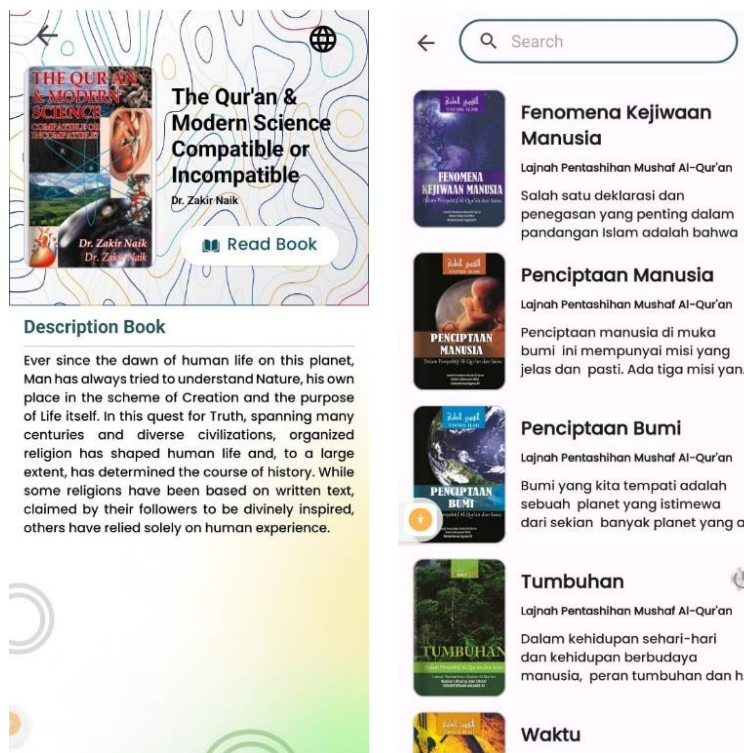 THE QUR'AN
& MODERN
SCIENCE
COMPATIBLE OR
INCOMPATIBLE?
Dr. Zakir Naik
Dr. Zakir Naik
The Qur'an &
Modern Science
Compatible or
Incompatible
Dr. Zakir Naik
Read Book
Description Book
Ever since the dawn of human life on this planet,
Man has always tried to understand Nature, his own
place in the scheme of Creation and the purpose
of Life itself. In this quest for Truth, spanning many
centuries and diverse civilizations, organized
religion has shaped human life and, to a large
extent, has determined the course of history. While
some religions have been based on written text,
claimed by their followers to be divinely inspired,
others have relied solely on human experience.
Search
FENOMENA
KEJIWAAN MANUSIA
Fenomena Kejiwaan
Manusia
Lajnah Pentashihan Mushaf Al-Qur'an
Salah satu deklarasi dan
penegasan yang penting dalam
pandangan Islam adalah bahwa
PENCIPTAAN
MANUSIA
Penciptaan Manusia
Lajnah Pentashihan Mushaf Al-Qur'an
Penciptaan manusia di muka
bumi ini mempunyai misi yang
jelas dan pasti. Ada tiga misi yan.
PENCIPTAAN
BUMI
Penciptaan Bumi
Lajnah Pentashihan Mushaf Al-Qur'an
Bumi yang kita tempati adalah
sebuah planet yang istimewa
dari sekian banyak planet yang a
TUMBUHAN
Tumbuhan
Lajnah Pentashihan Mushaf Al-Qur'an
Dalam kehidupan sehari-hari
dan kehidupan berbudaya
manusia, peran tumbuhan dan h.
Waktu